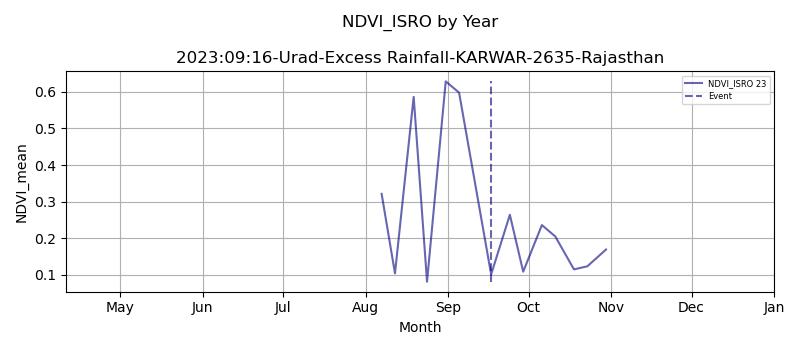 NDVI_ISRO by Year
2023:09:16-Urad-Excess Rainfall-KARWAR-2635-Rajasthan
NDVI_mean
0.6
0.5
0.4
0.3
0.2
0.1
NDVI_ISRO 23
Event
May Jun Jul Aug Sep Oct Nov Dec Jan
Month